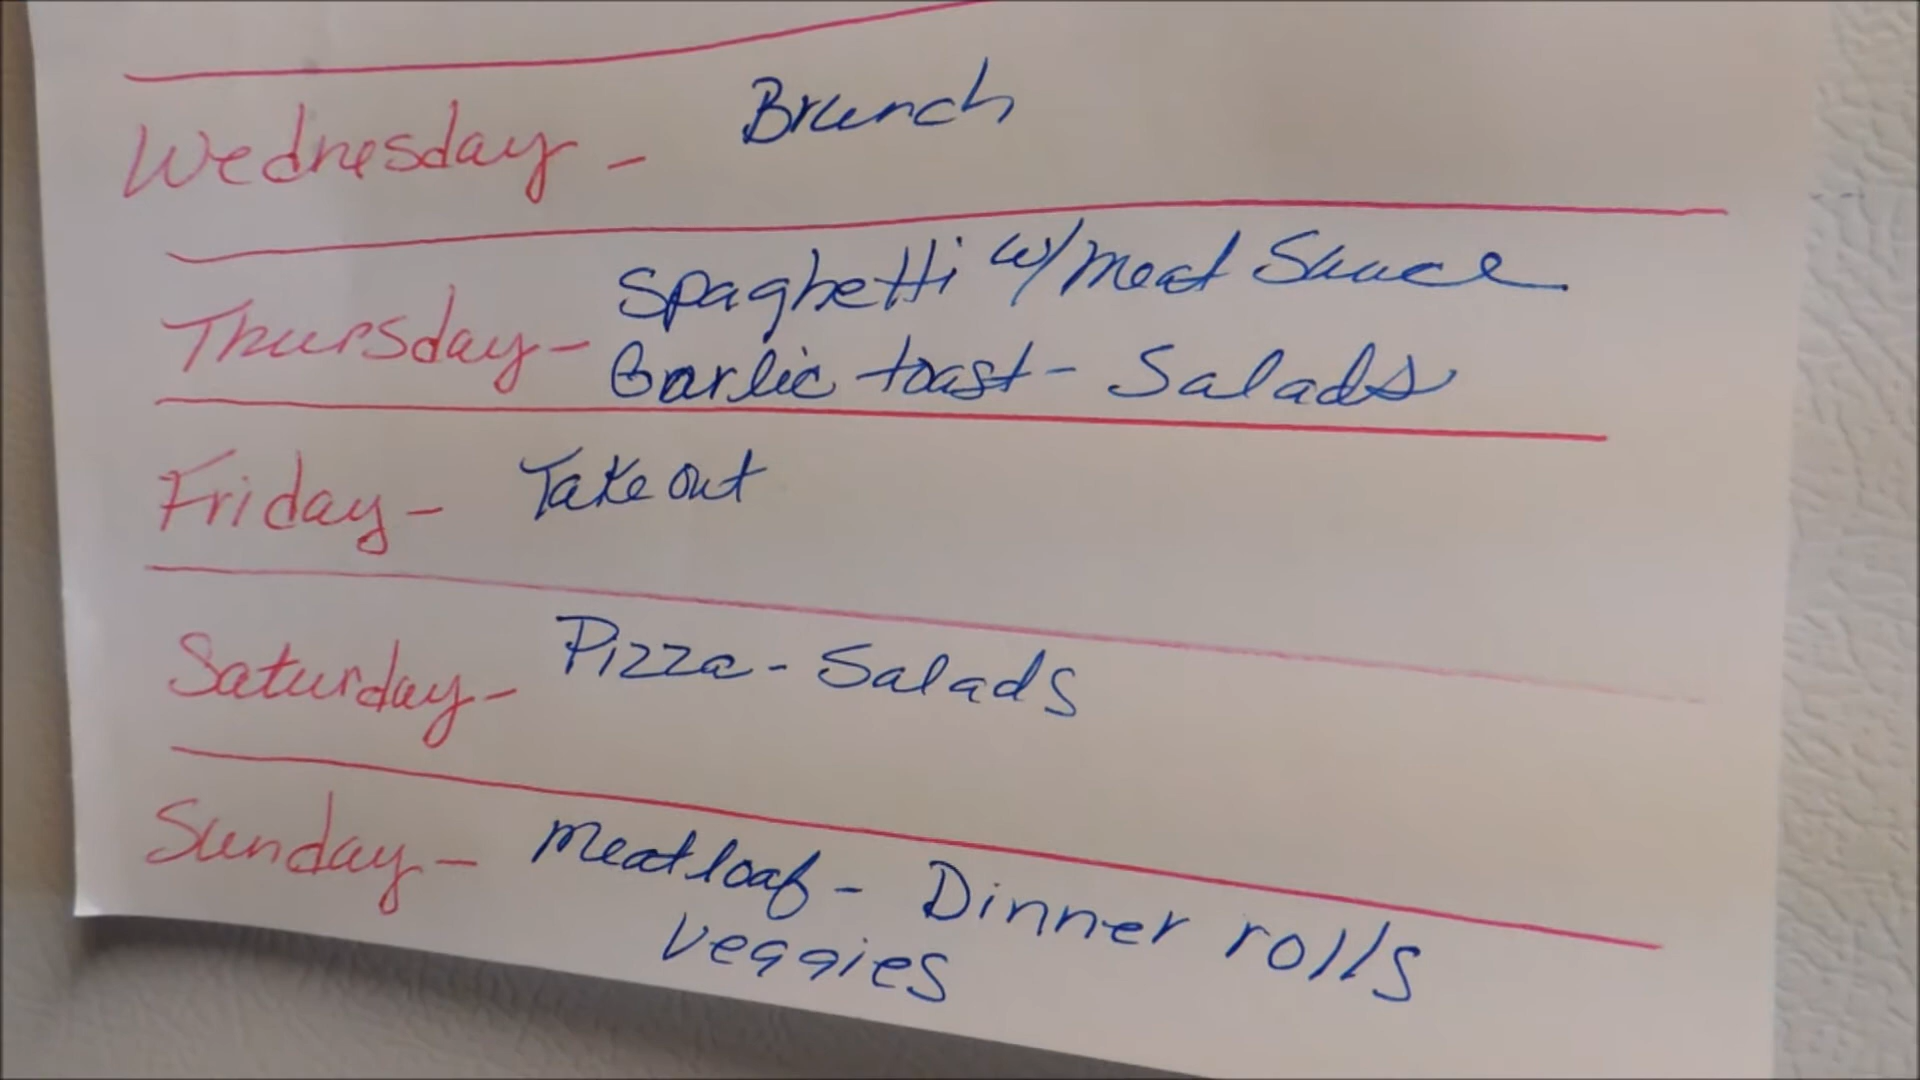 Wednesday - Brunch
Spaghetti w/ meat Sauce
Thursday - Garlic toast - Salads
Friday - Take out
Saturday - Pizza - Salads
Sunday - Meatloaf - Dinner rolls
veggies